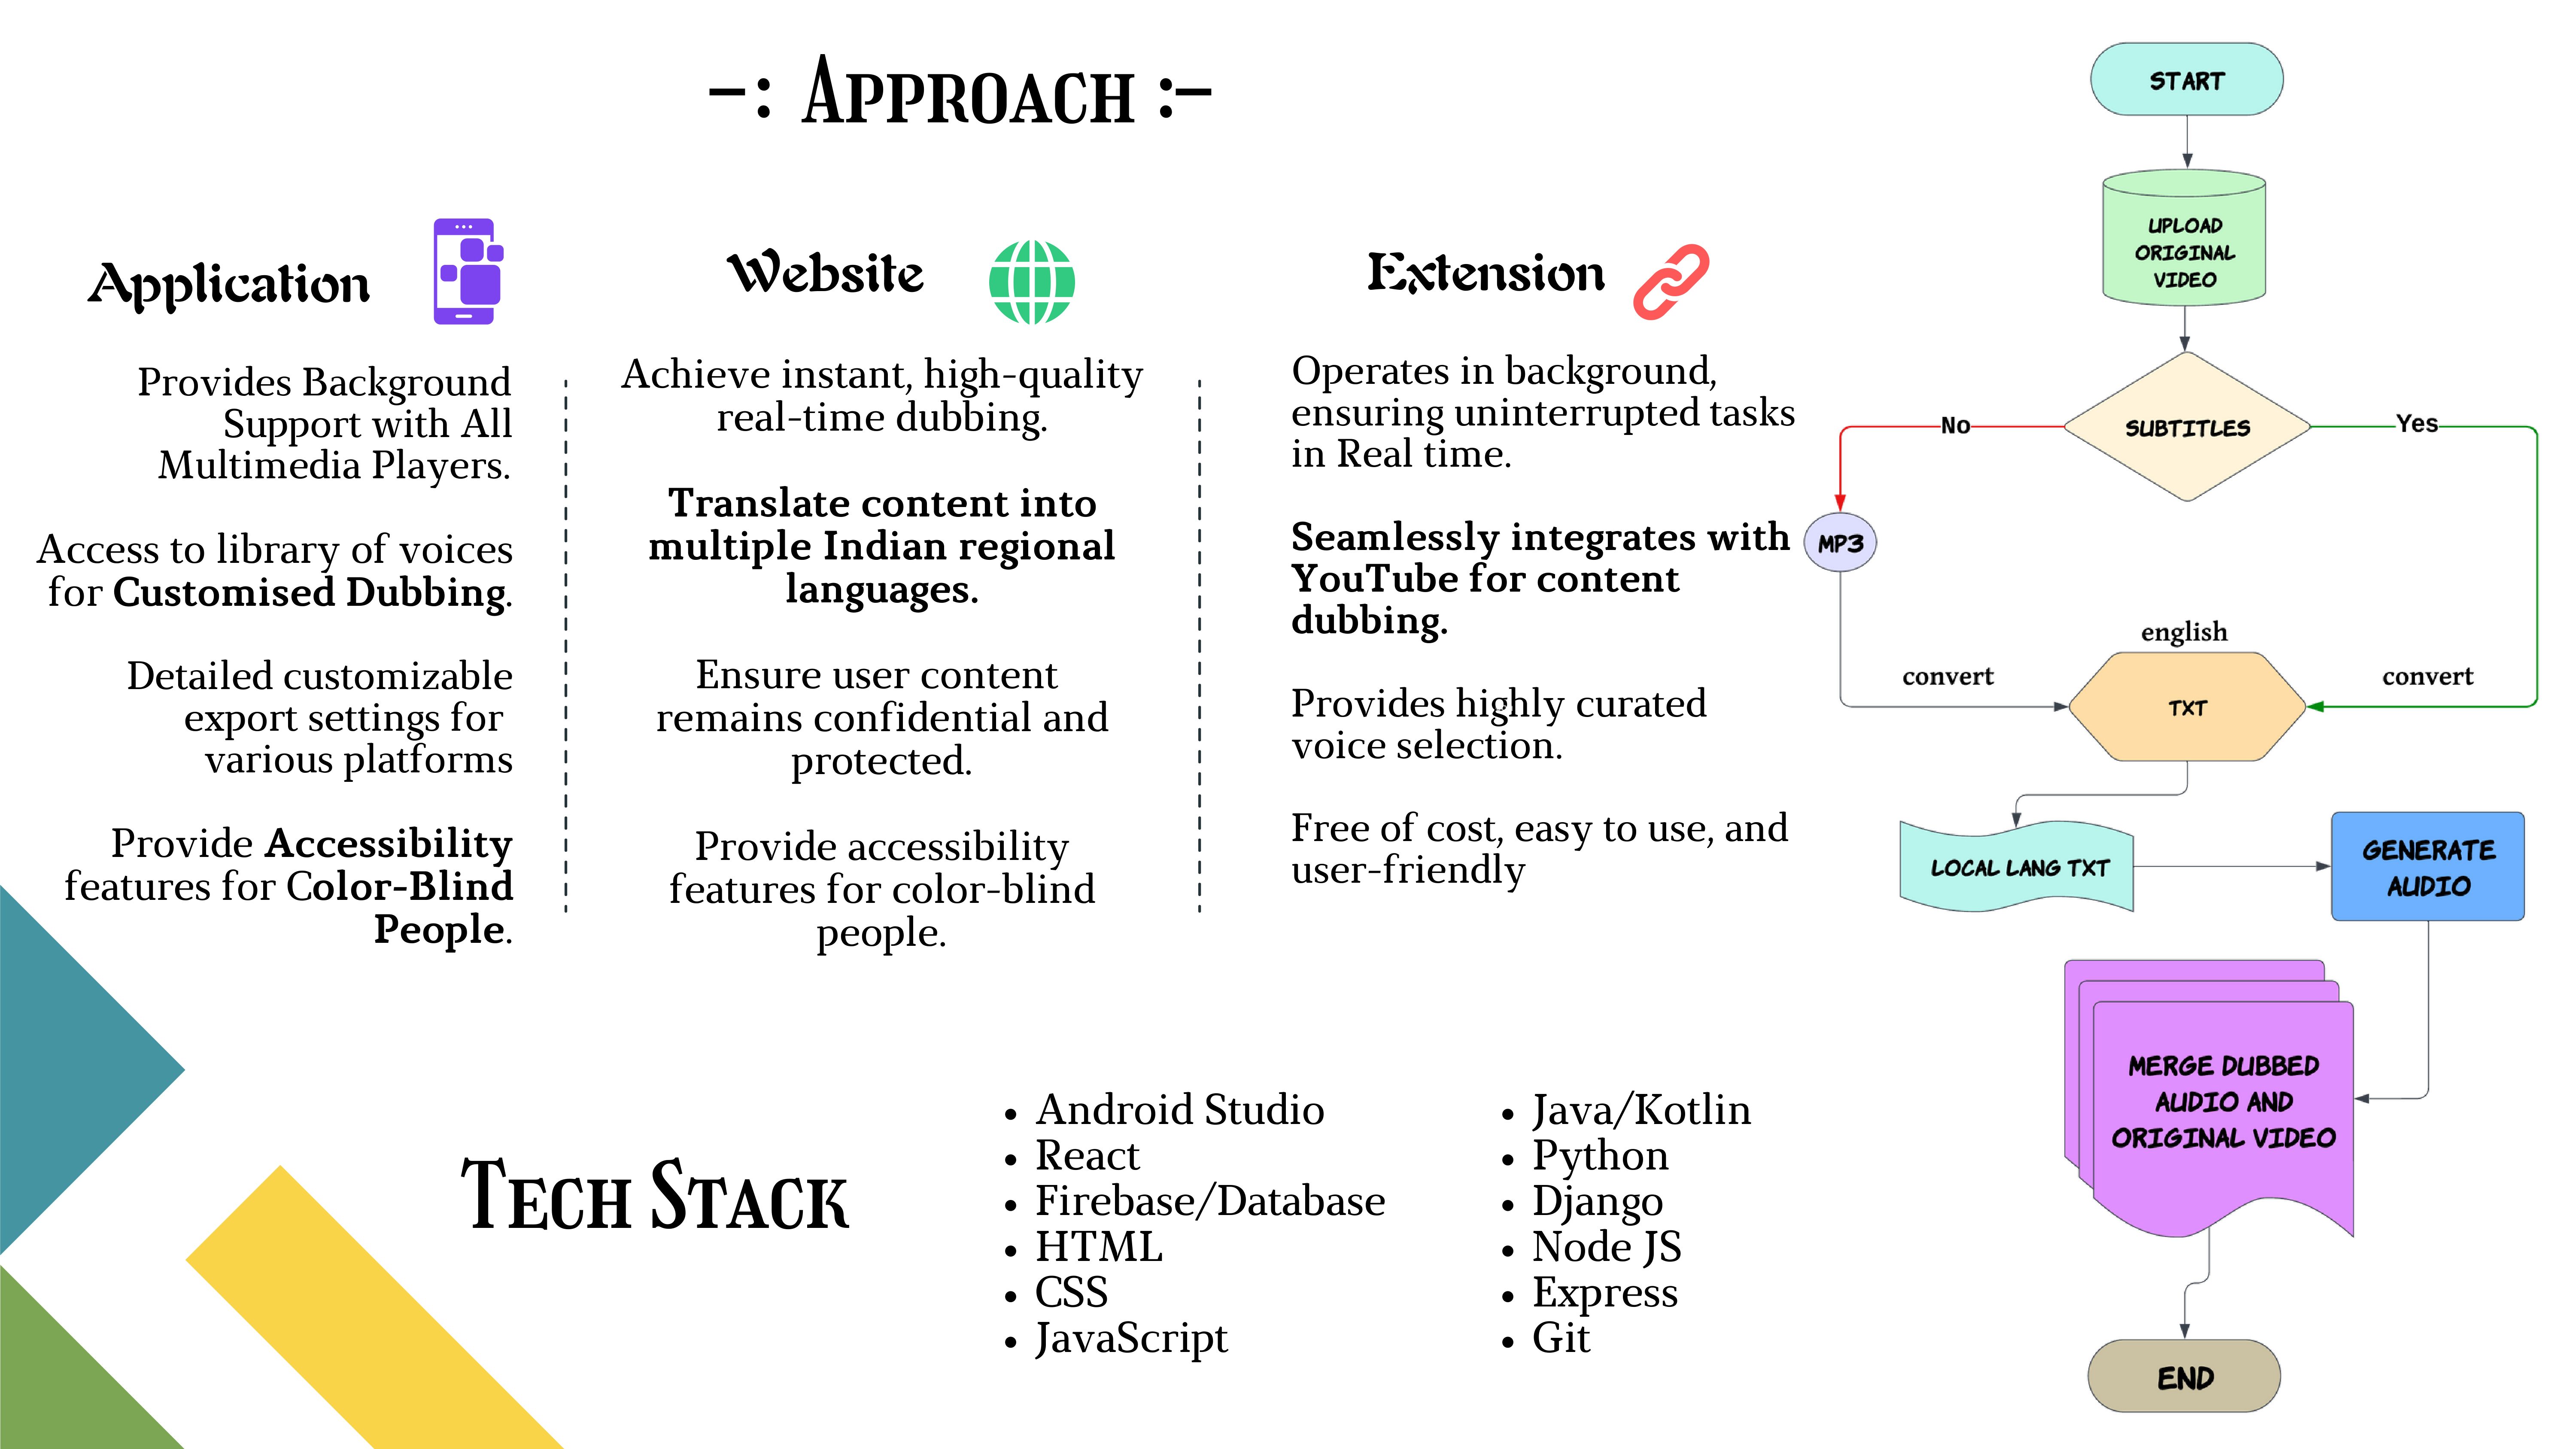 -: Approach :-
Application
Provides Background
Support with All
Multimedia Players.
Access to library of voices
for Customised Dubbing.
Detailed customizable
export settings for
various platforms
Provide Accessibility
features for Color-Blind
People.
Website
Achieve instant, high-quality
real-time dubbing.
Translate content into
multiple Indian regional
languages.
Ensure user content
remains confidential and
protected.
Provide accessibility
features for color-blind
people.
Extension
Operates in background,
ensuring uninterrupted tasks
in Real time.
Seamlessly integrates with
YouTube for content
dubbing.
Provides highly curated
voice selection.
Free of cost, easy to use, and
user-friendly
Tech Stack
• Android Studio
• React
• Firebase/Database
• HTML
• CSS
• JavaScript
• Java/Kotlin
• Python
• Django
• Node JS
• Express
• Git
START
UPLOAD
ORIGINAL
VIDEO
SUBTITLES
No
Yes
MP3
english
convert
convert
TXT
LOCAL LANG TXT
GENERATE
AUDIO
MERGE DUBBED
AUDIO AND
ORIGINAL VIDEO
END